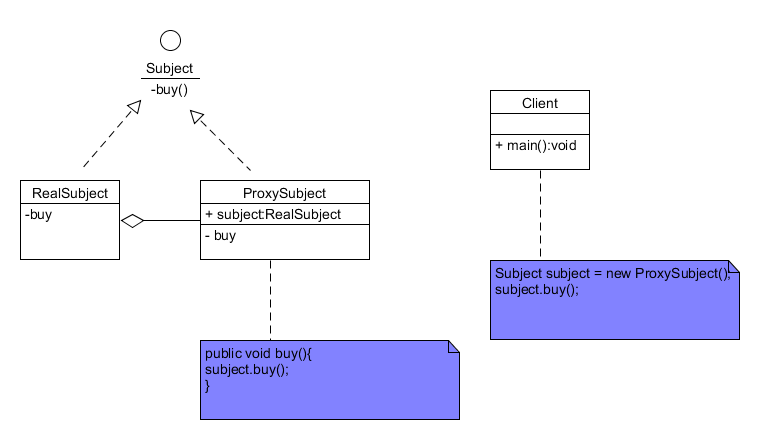 Subject
-buy()
Client
+ main():void
RealSubject
-buy
ProxySubject
+ subject:RealSubject
- buy
Subject subject = new ProxySubject();
subject.buy();
public void buy(){
subject.buy();
}